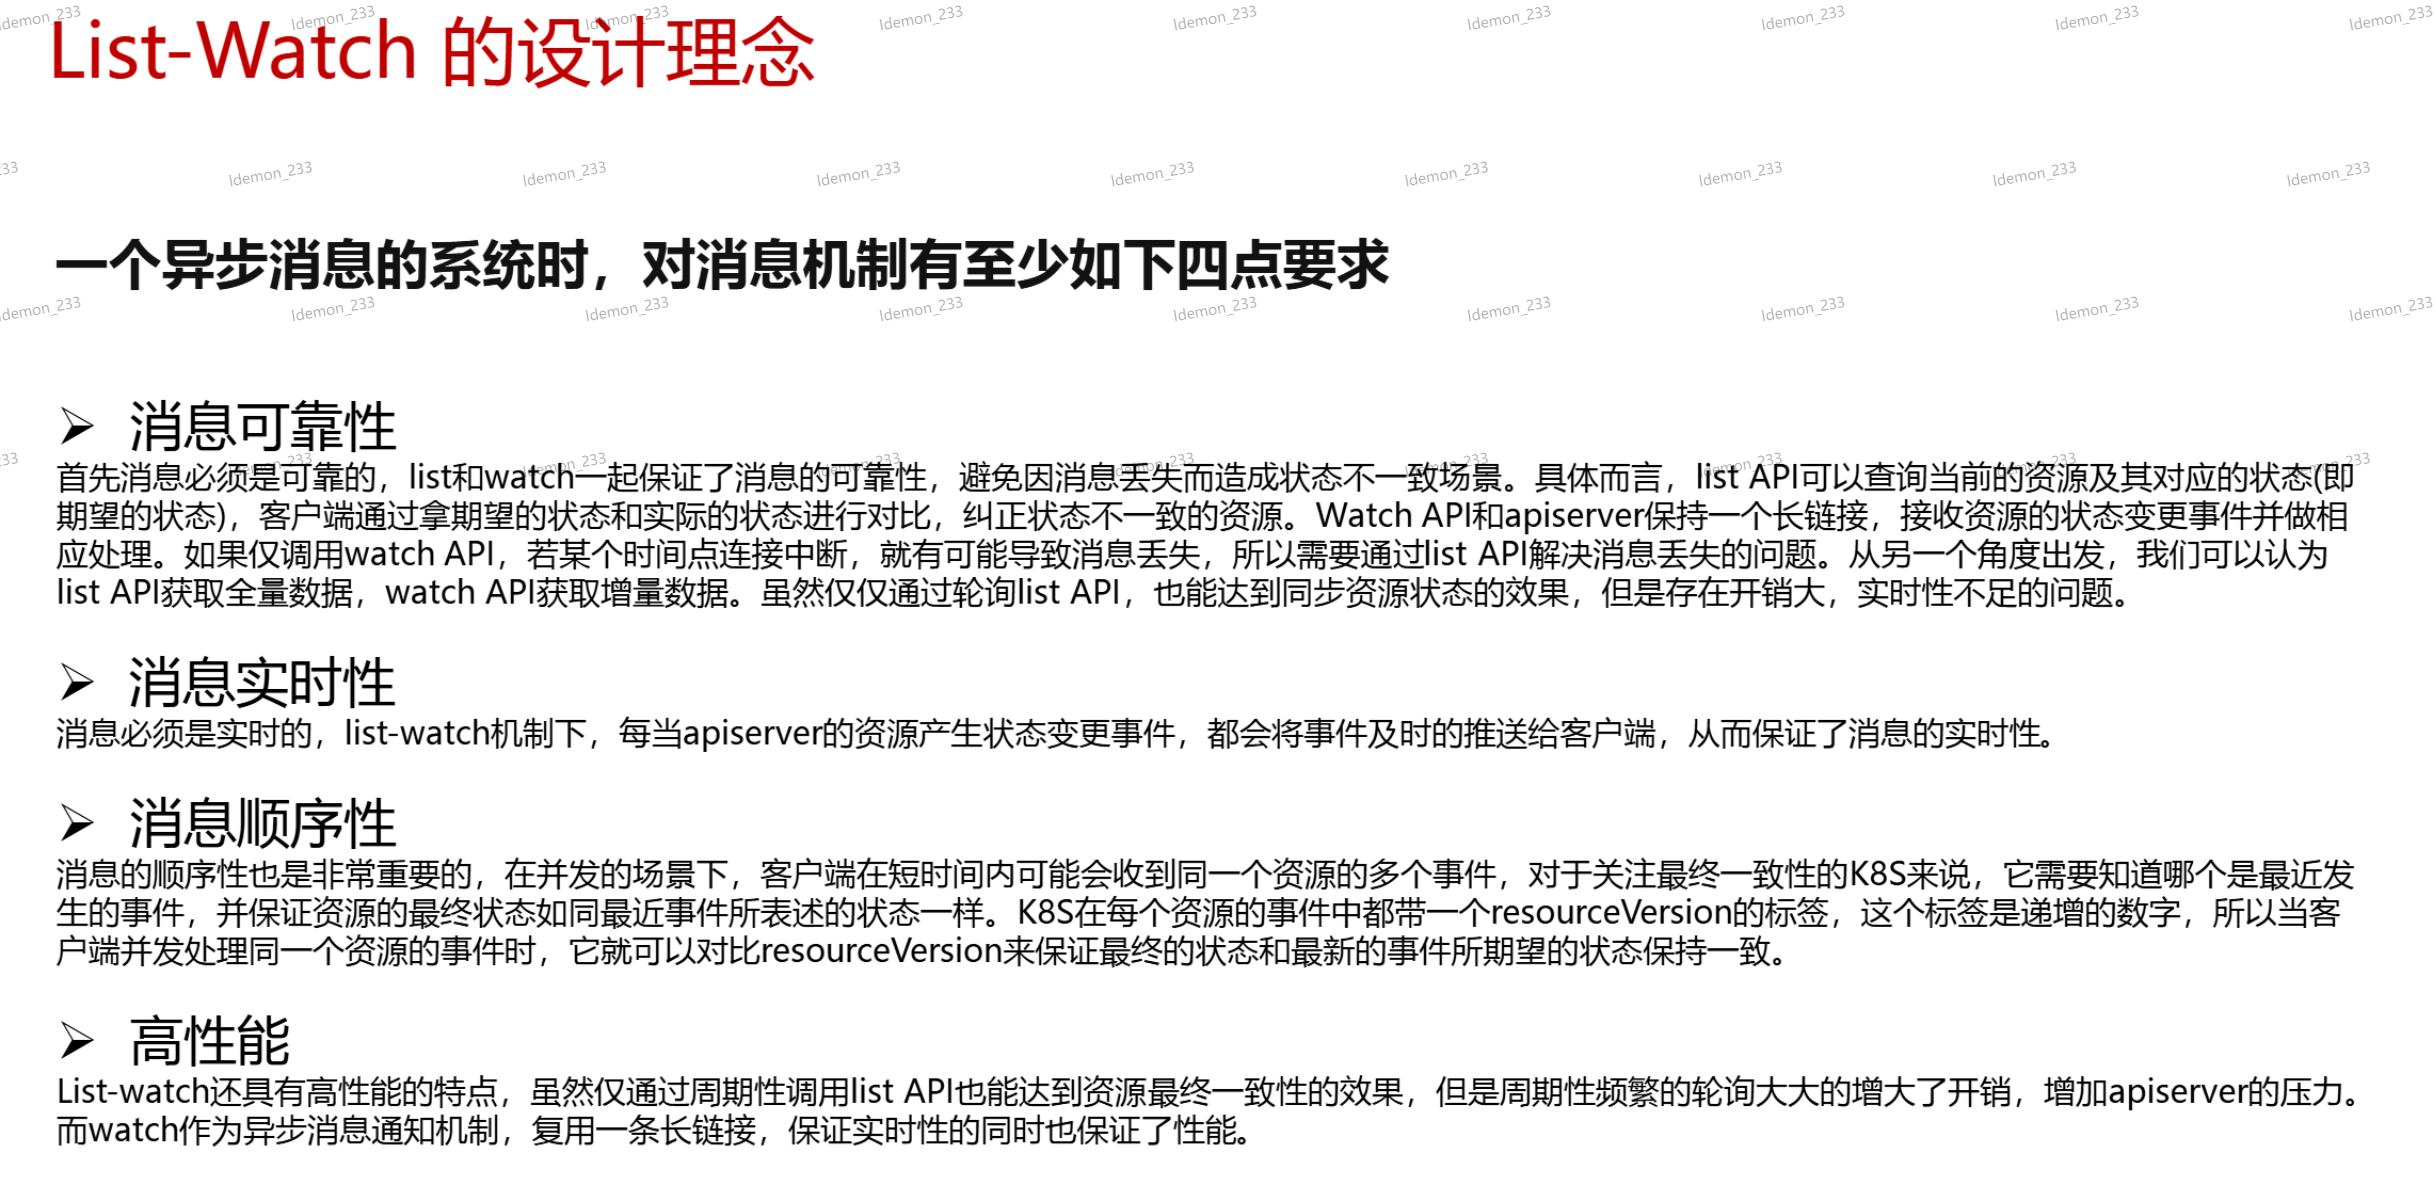 List-Watch 的设计理念
一个异步消息的系统时，对消息机制有至少如下四点要求
➢ 消息可靠性
首先消息必须是可靠的，list和watch一起保证了消息的可靠性，避免因消息丢失而造成状态不一致场景。具体而言，list API可以查询当前的资源及其对应的状态(即
期望的状态)，客户端通过拿期望的状态和实际的状态进行对比，纠正状态不一致的资源。Watch API和apiserver保持一个长链接，接收资源的状态变更事件并做相
应处理。如果仅调用watch API，若某个时间点连接中断，就有可能导致消息丢失，所以需要通过list API解决消息丢失的问题。从另一个角度出发，我们可以认为
list API获取全量数据，watch API获取增量数据。虽然仅仅通过轮询list API，也能达到同步资源状态的效果，但是存在开销大，实时性不足的问题。
➢ 消息实时性
消息必须是实时的，list-watch机制下，每当apiserver的资源产生状态变更事件，都会将事件及时的推送给客户端，从而保证了消息的实时性。
➢ 消息顺序性
消息的顺序性也是非常重要的，在并发的场景下，客户端在短时间内可能会收到同一个资源的多个事件，对于关注最终一致性的K8S来说，它需要知道哪个是最近发
生的事件，并保证资源的最终状态如同最近事件所表述的状态一样。K8S在每个资源的事件中都带一个resourceVersion的标签，这个标签是递增的数字，所以当客
户端并发处理同一个资源的事件时，它就可以对比resourceVersion来保证最终的状态和最新的事件所期望的状态保持一致。
➢ 高性能
List-watch还具有高性能的特点，虽然仅通过周期性调用list API也能达到资源最终一致性的效果，但是周期性频繁的轮询大大的增大了开销，增加apiserver的压力。
而watch作为异步消息通知机制，复用一条长链接，保证实时性的同时也保证了性能。